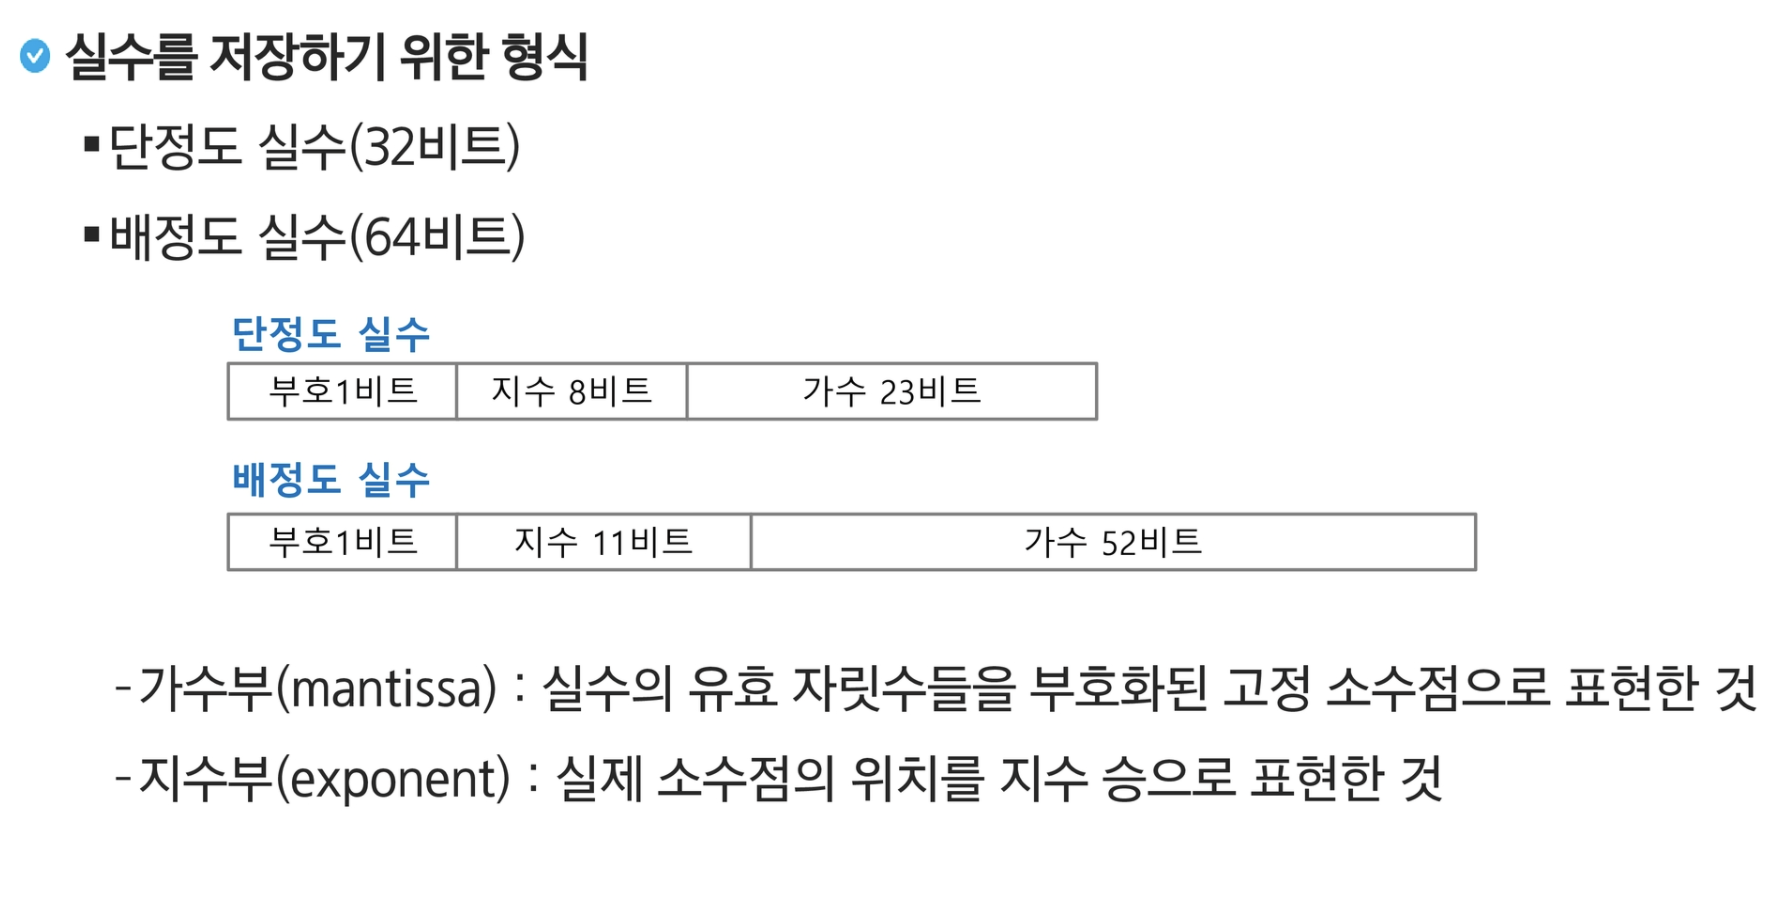 실수를 저장하기 위한 형식
▪단정도 실수(32비트)
▪배정도 실수(64비트)
단정도 실수
부호1비트 지수 8비트 가수 23비트
배정도 실수
부호1비트 지수 11비트 가수 52비트
-가수부(mantissa) : 실수의 유효 자릿수들을 부호화된 고정 소수점으로 표현한 것
-지수부(exponent) : 실제 소수점의 위치를 지수 승으로 표현한 것